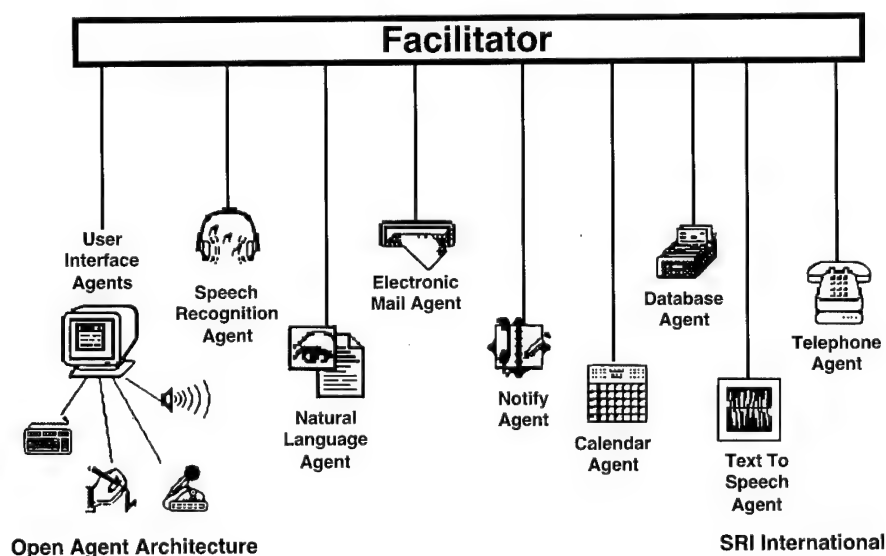 Facilitator
User
Interface
Agents
Speech
Recognition
Agent
Natural
Language
Agent
Electronic
Mail Agent
Notify
Agent
Calendar
Agent
Database
Agent
Text To
Speech
Agent
Telephone
Agent
Open Agent Architecture
SRI International